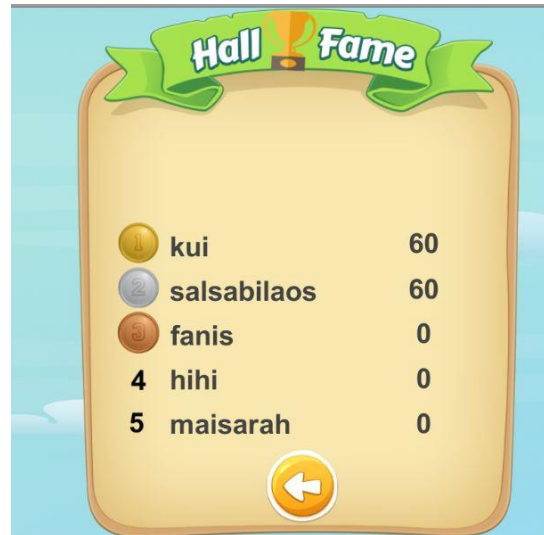 Hall Fame
1 kui 60
2 salsabilaos 60
3 fanis 0
4 hihi 0
5 maisarah 0